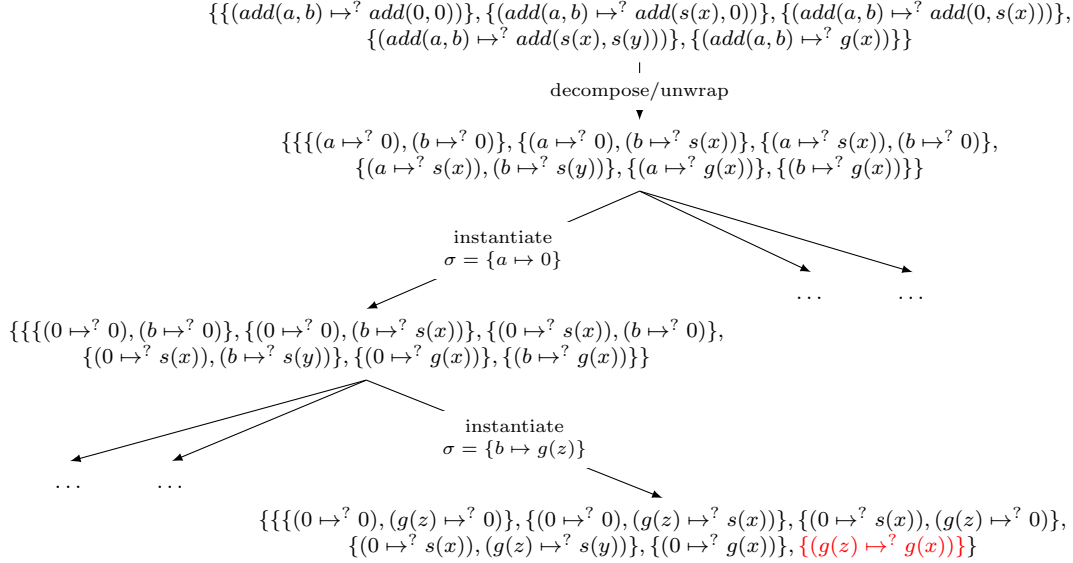 {{(add(a, b) ↦? add(0, 0))}, {(add(a, b) ↦? add(s(x), 0))}, {(add(a, b) ↦? add(0, s(x)))},
{(add(a, b) ↦? add(s(x), s(y)))}, {(add(a, b) ↦? g(x))}}
decompose/unwrap
{{{(a ↦? 0), (b ↦? 0)}, {(a ↦? 0), (b ↦? s(x))}, {(a ↦? s(x)), (b ↦? 0)},
{(a ↦? s(x)), (b ↦? s(y))}, {(a ↦? g(x))}, {(b ↦? g(x))}}
instantiate
σ = {a ↦ 0}
... ...
{{{(0 ↦? 0), (b ↦? 0)}, {(0 ↦? 0), (b ↦? s(x))}, {(0 ↦? s(x)), (b ↦? 0)},
{(0 ↦? s(x)), (b ↦? s(y))}, {(0 ↦? g(x))}, {(b ↦? g(x))}}
instantiate
σ = {b ↦ g(z)}
... ...
{{{(0 ↦? 0), (g(z) ↦? 0)}, {(0 ↦? 0), (g(z) ↦? s(x))}, {(0 ↦? s(x)), (g(z) ↦? 0)},
{(0 ↦? s(x)), (g(z) ↦? s(y))}, {(0 ↦? g(x))}, {(g(z) ↦? g(x))}}